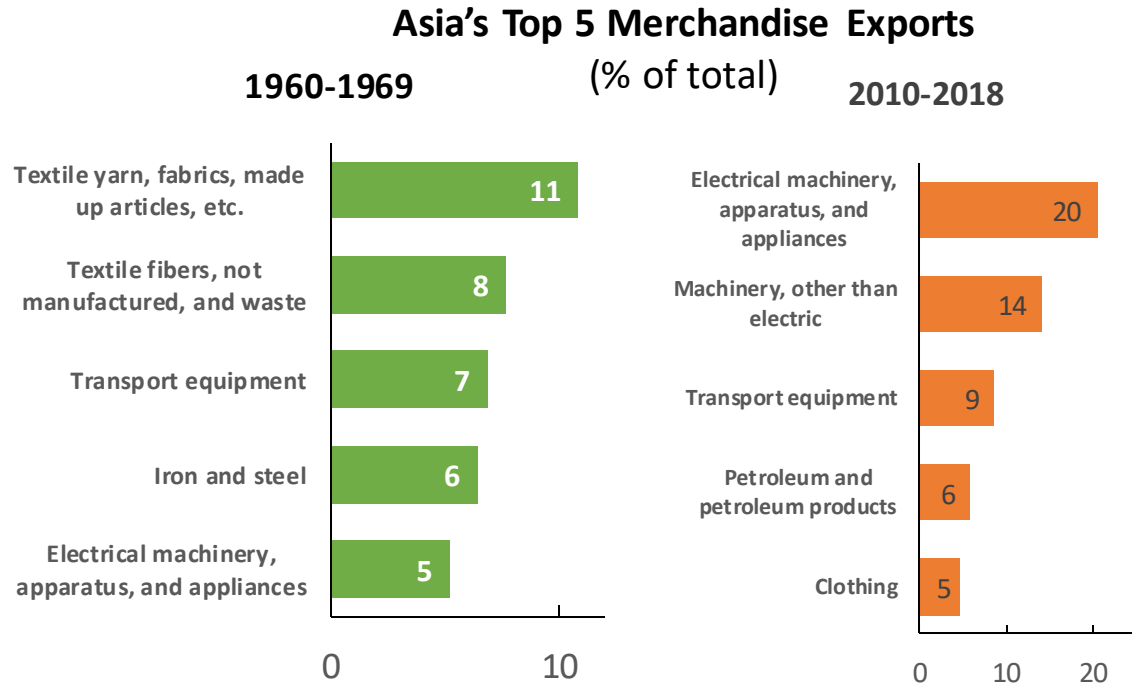 Asia's Top 5 Merchandise Exports
(% of total)
1960-1969
Textile yarn, fabrics, made
up articles, etc.
11
Textile fibers, not
manufactured, and waste
8
Transport equipment
7
Iron and steel
6
Electrical machinery,
apparatus, and appliances
5
0 10
2010-2018
Electrical machinery,
apparatus, and
appliances
20
Machinery, other than
electric
14
Transport equipment
9
Petroleum and
petroleum products
6
Clothing
5
0 10 20